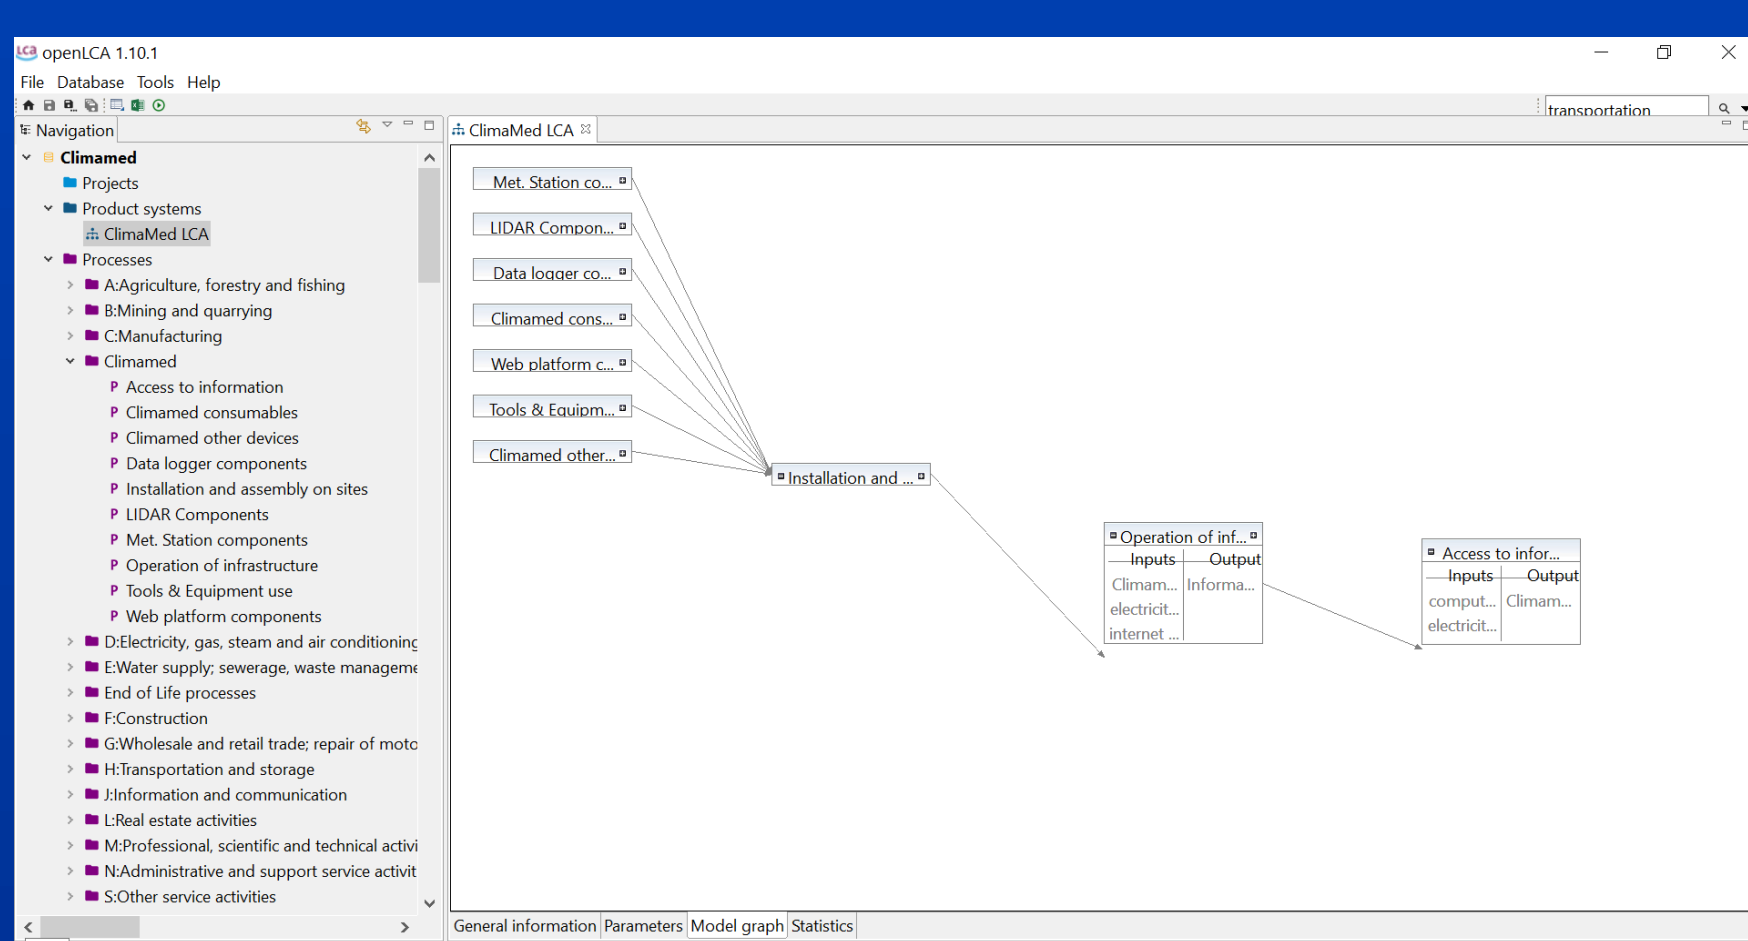 LCa openLCA 1.10.1
File Database Tools Help
transportation
Navigation
ClimaMed LCA
Climamed
Projects
Product systems
ClimaMed LCA
Processes
A:Agriculture, forestry and fishing
B:Mining and quarrying
C:Manufacturing
Climamed
P Access to information
P Climamed consumables
P Climamed other devices
P Data logger components
P Installation and assembly on sites
P LIDAR Components
P Met. Station components
P Operation of infrastructure
P Tools & Equipment use
P Web platform components
D:Electricity, gas, steam and air conditioning
E:Water supply; sewerage, waste manageme
End of Life processes
F:Construction
G:Wholesale and retail trade; repair of moto
H:Transportation and storage
J:Information and communication
L:Real estate activities
M:Professional, scientific and technical activi
N:Administrative and support service activit
S:Other service activities
Met. Station co...
LIDAR Compon...
Data logger co...
Climamed cons...
Web platform c...
Tools & Equipm...
Climamed other...
Installation and ...
Operation of inf...
Inputs Output
Climam... Informa...
electricit...
internet ...
Access to infor...
Inputs Output
comput... Climam...
electricit...
General information Parameters Model graph Statistics